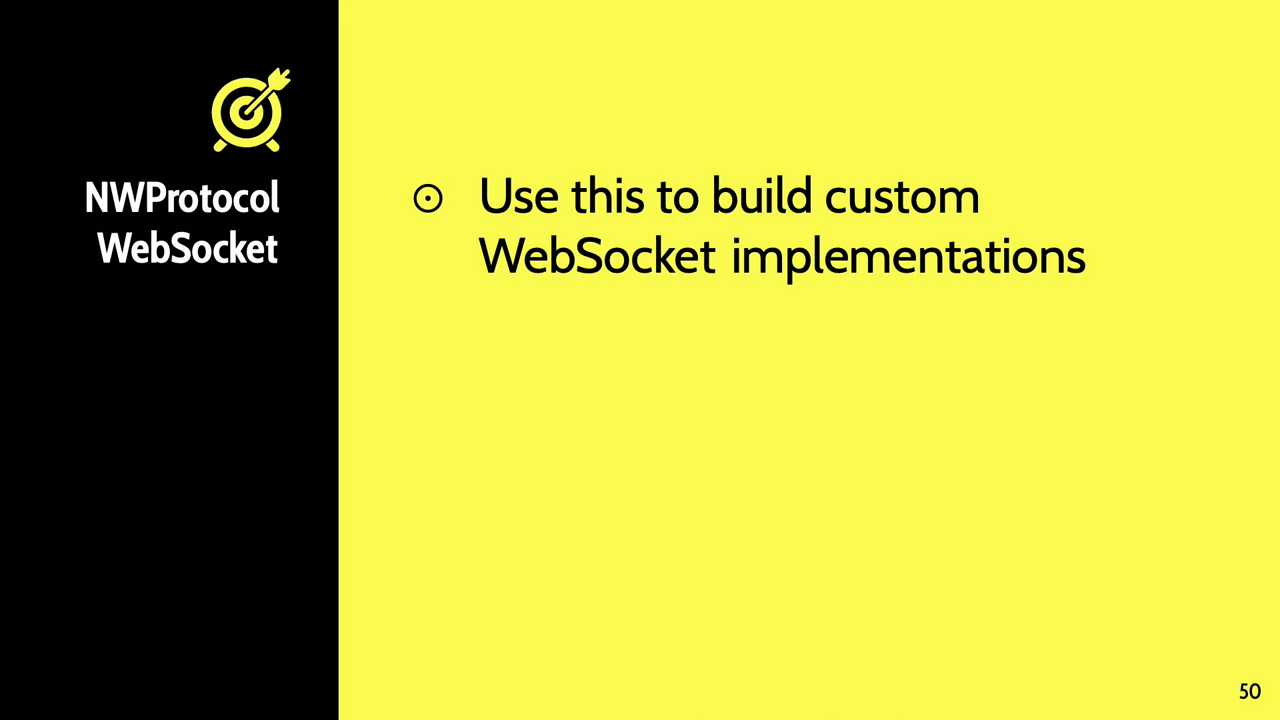 NWProtocol
WebSocket
Use this to build custom
WebSocket implementations
50